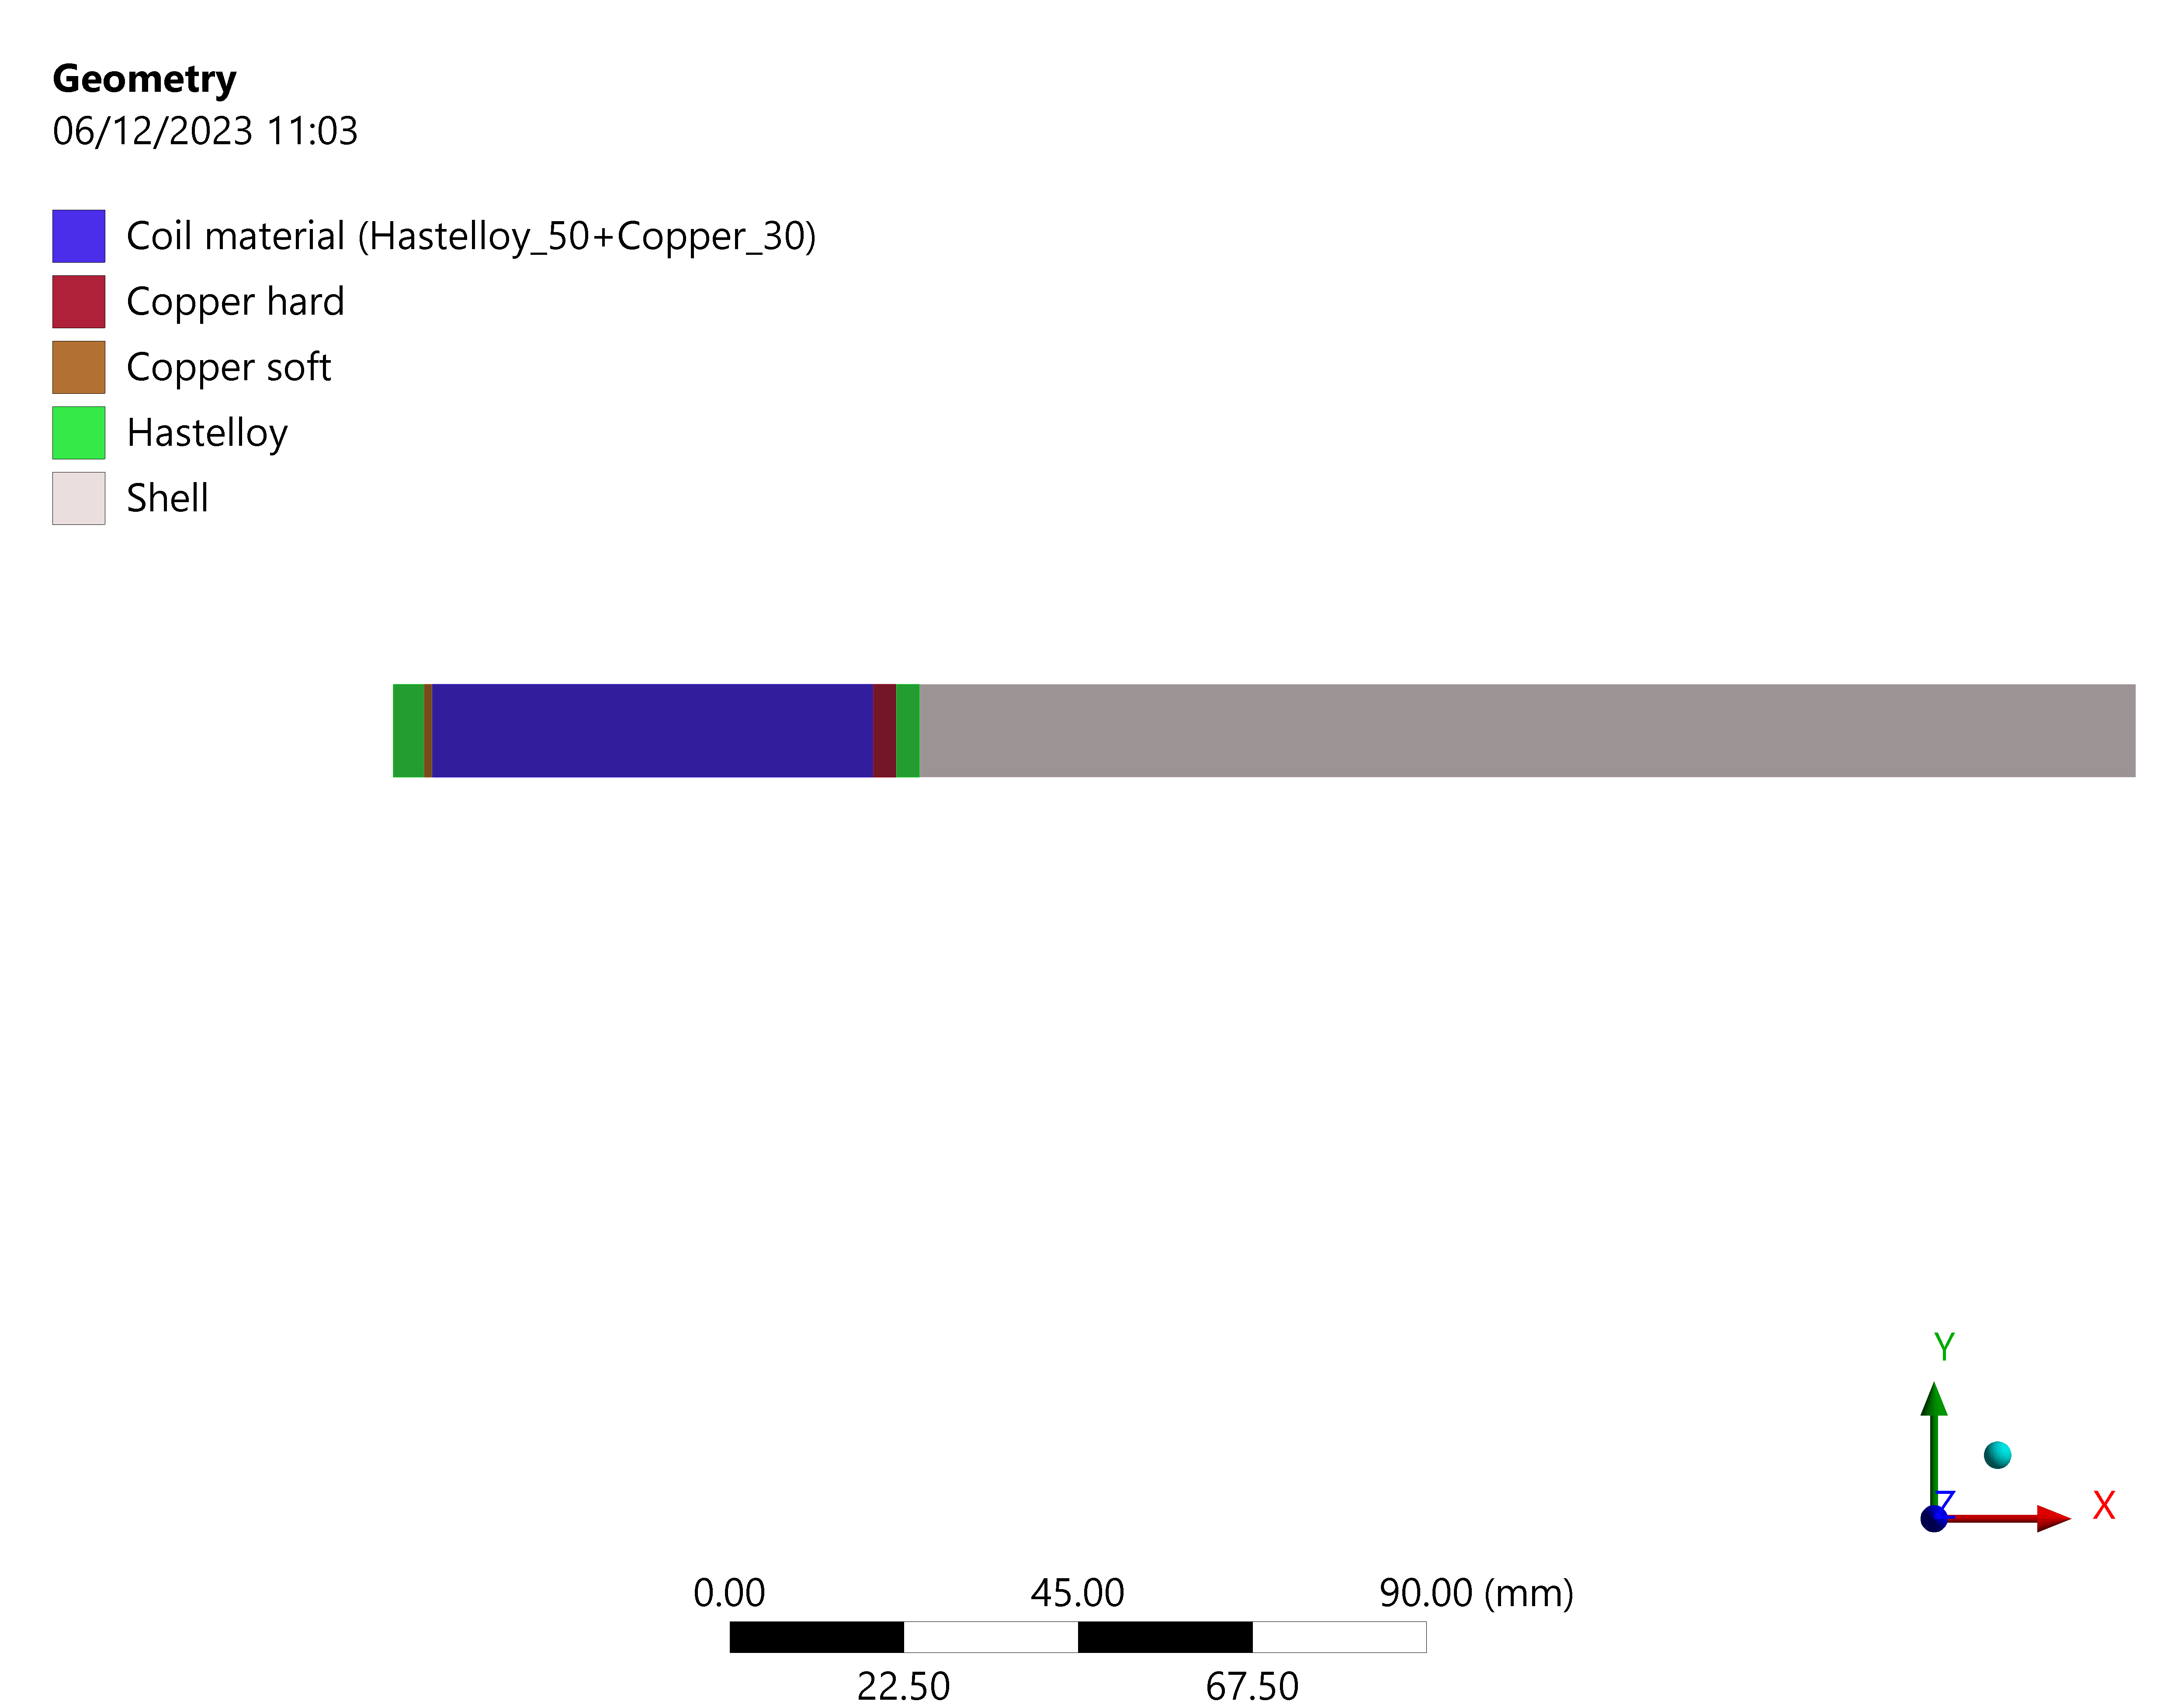 Geometry
06/12/2023 11:03
Coil material (Hastelloy_50+Copper_30)
Copper hard
Copper soft
Hastelloy
Shell
Y
Z
X
0.00 45.00 90.00 (mm)
22.50 67.50